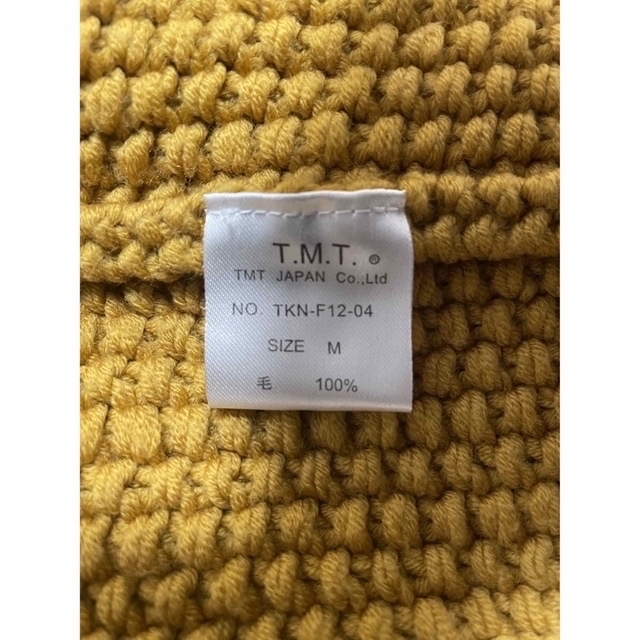 T.M.T. ®
TMT JAPAN Co.,Ltd
NO. TKN-F12-04
SIZE M
毛 100%